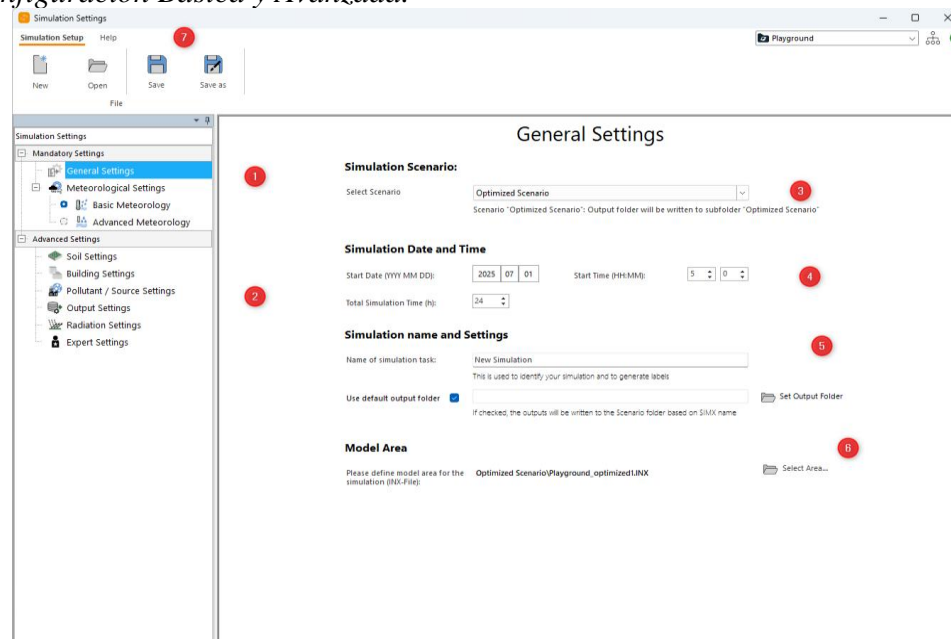 nfiguración Básica y Avanzada.
Simulation Settings
Simulation Setup Help 7
Playground
New Open Save Save as
File
Simulation Settings
Mandatory Settings
General Settings
Meteorological Settings
Basic Meteorology
Advanced Meteorology
Advanced Settings
Soil Settings
Building Settings
Pollutant / Source Settings
Output Settings
Radiation Settings
Expert Settings
1
2
General Settings
Simulation Scenario:
Select Scenario Optimized Scenario 3
Scenario "Optimized Scenario": Output folder will be written to subfolder "Optimized Scenario"
Simulation Date and Time
Start Date (YYYY MM DD): 2025 07 01 Start Time (HH:MM): 5 0 4
Total Simulation Time (h): 24
Simulation name and Settings
5
Name of simulation task: New Simulation
This is used to identify your simulation and to generate labels
Use default output folder Set Output Folder
If checked, the outputs will be written to the Scenario folder based on SIMX name
Model Area
6
Please define model area for the
simulation (INX-File): Optimized Scenario\Playground_optimized1.INX Select Area...